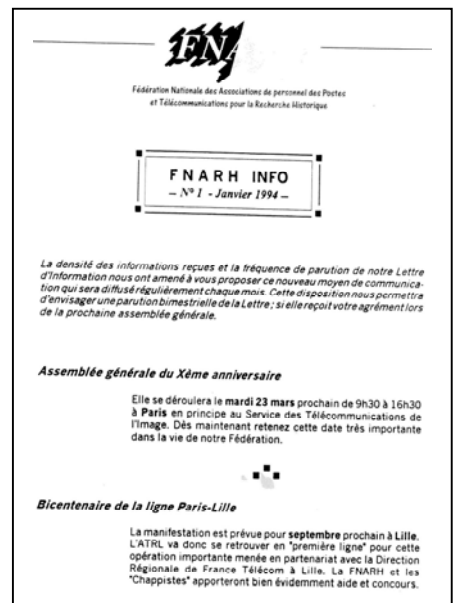 FNA
Fédération Nationale des Associations de personnel des Postes
et Télécommunications pour la Recherche Historique
FNARH INFO
– N° 1 - Janvier 1994 –
La densité des informations reçues et la fréquence de parution de notre Lettre
d'Information nous ont amené à vous proposer ce nouveau moyen de communica-
tion qui sera diffusé régulièrement chaque mois. Cette disposition nous permettra
d'envisager une parution bimestrielle de la Lettre ; si elle reçoit votre agrément lors
de la prochaine assemblée générale.
Assemblée générale du Xème anniversaire
Elle se déroulera le mardi 23 mars prochain de 9h30 à 16h30
à Paris en principe au Service des Télécommunications de
l'Image. Dès maintenant retenez cette date très importante
dans la vie de notre Fédération.
Bicentenaire de la ligne Paris-Lille
La manifestation est prévue pour septembre prochain à Lille.
L'ATRL va donc se retrouver en "première ligne" pour cette
opération importante menée en partenariat avec la Direction
Régionale de France Télécom à Lille. La FNARH et les
"Chappistes" apporteront bien évidemment aide et concours.